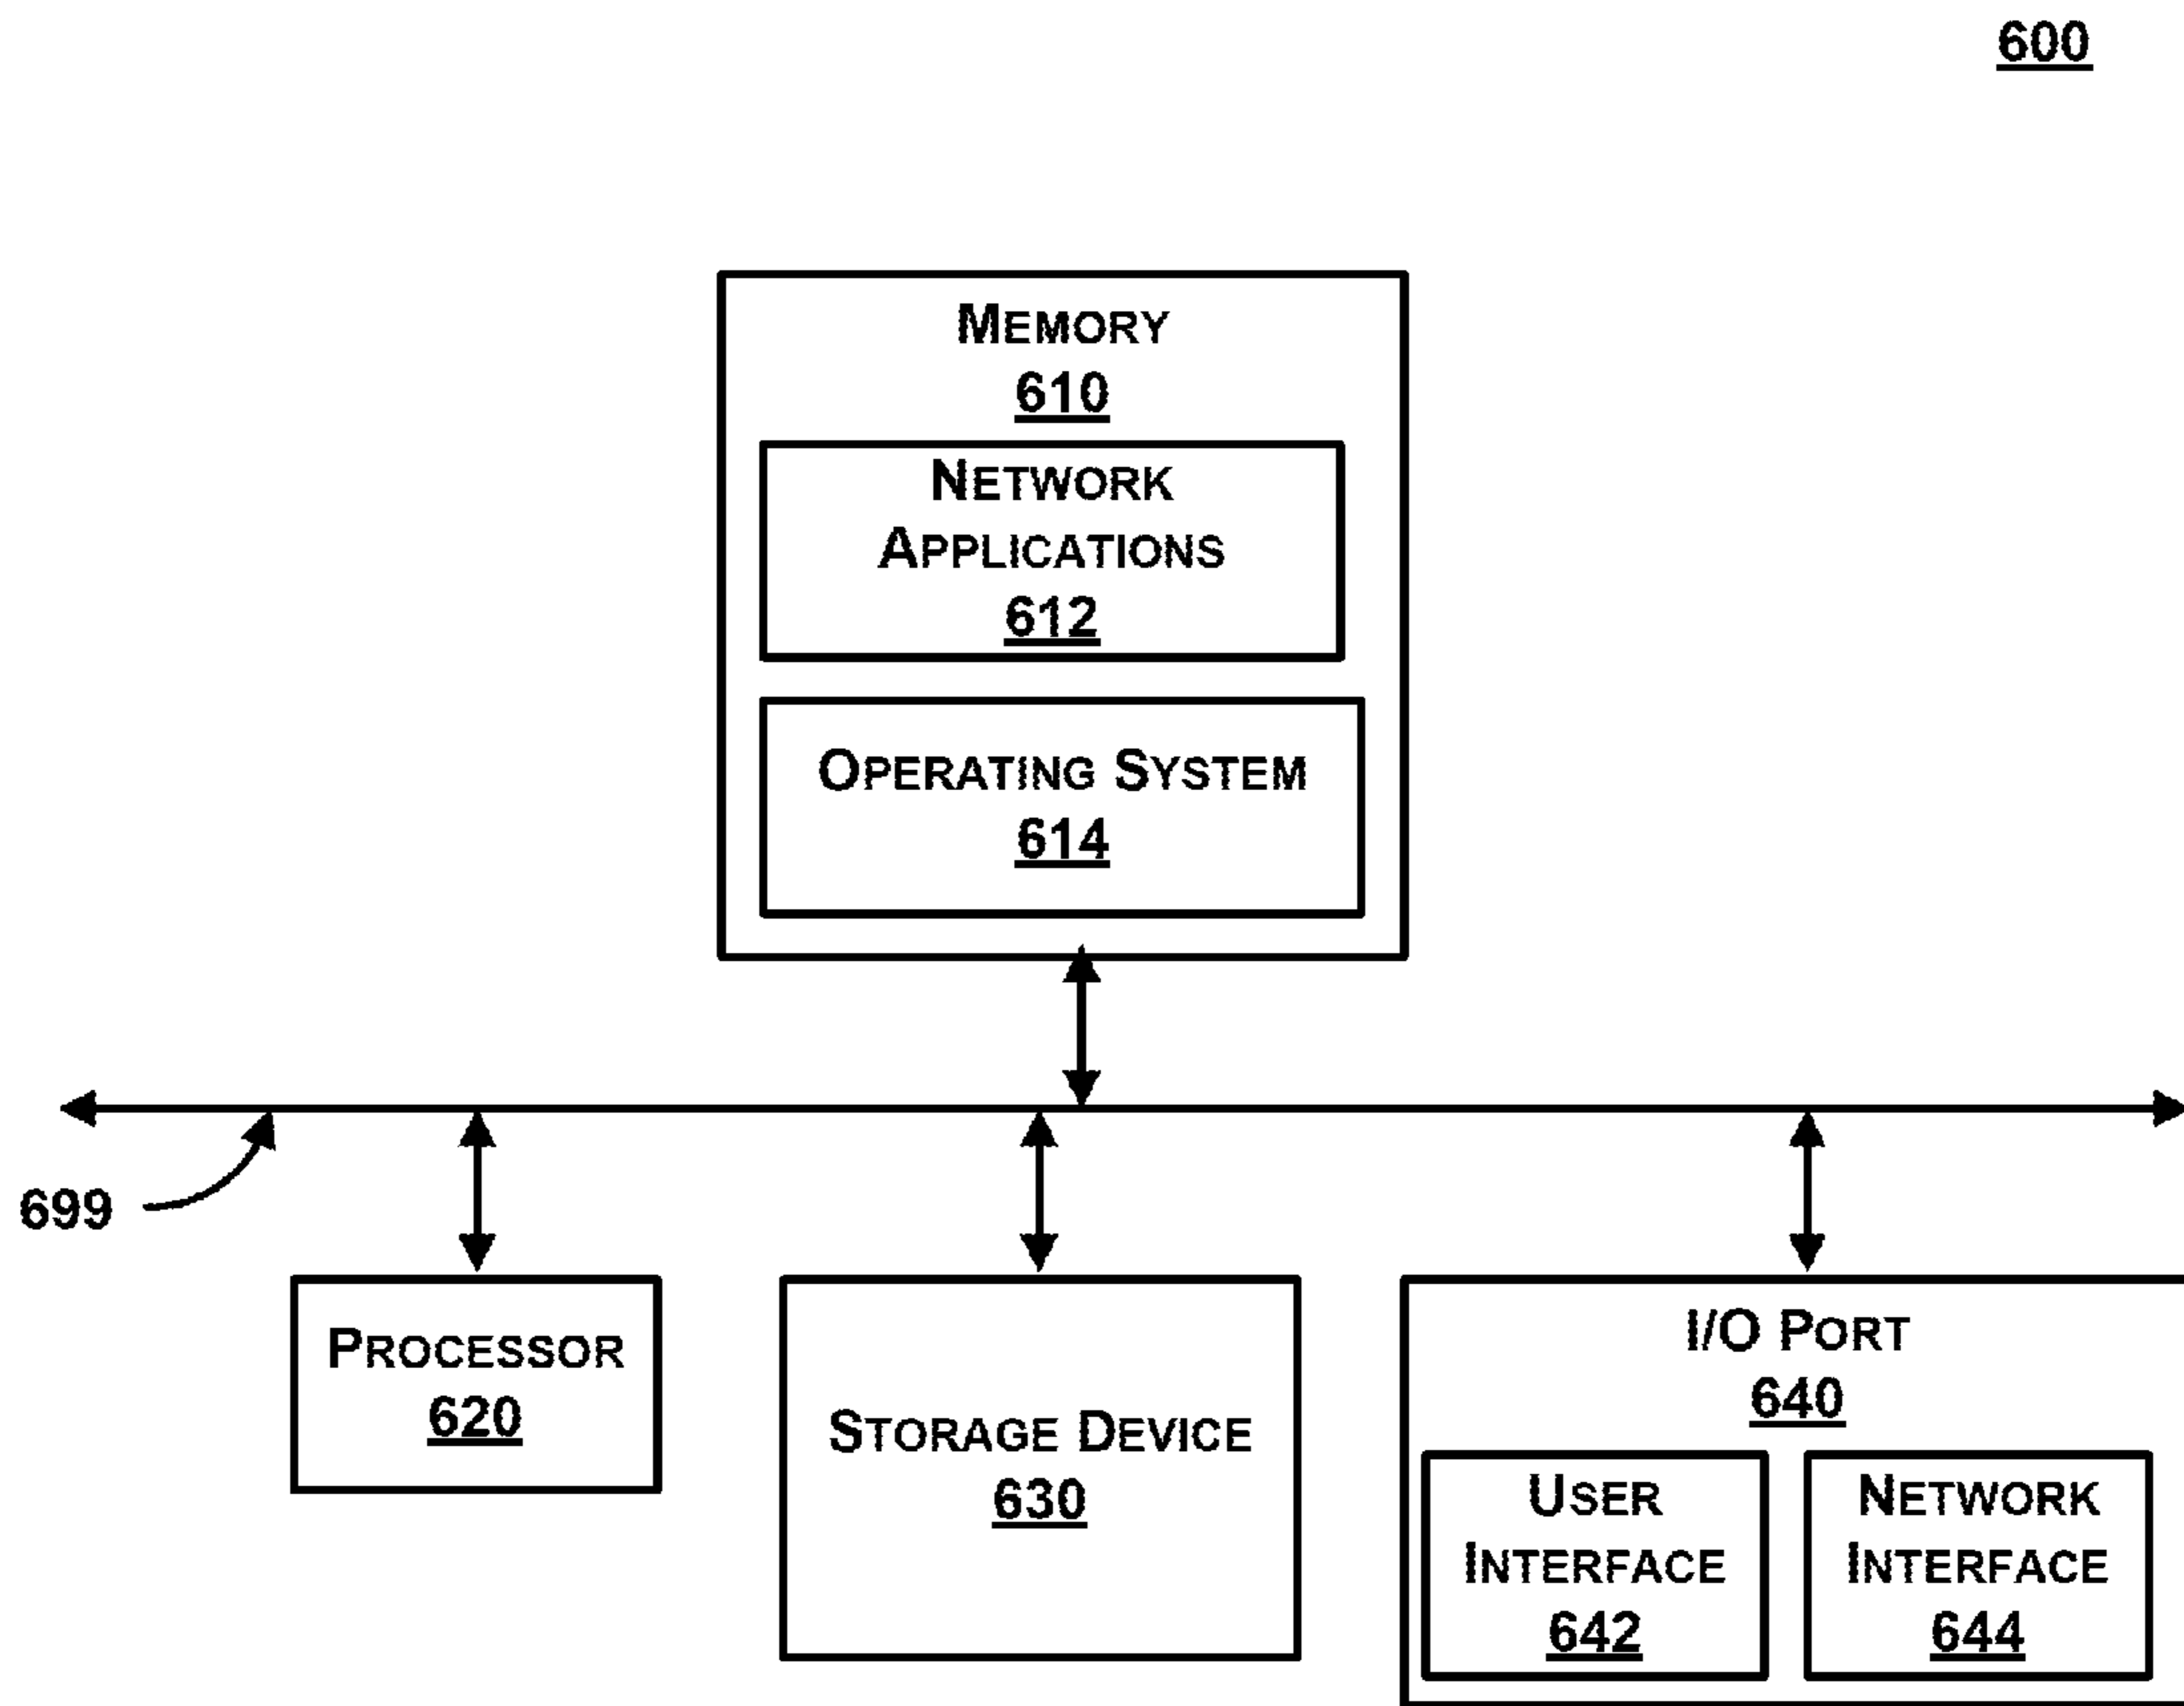 600
MEMORY
610
NETWORK
APPLICATIONS
612
OPERATING SYSTEM
614
699
PROCESSOR
620
STORAGE DEVICE
630
I/O PORT
640
USER
INTERFACE
642
NETWORK
INTERFACE
644